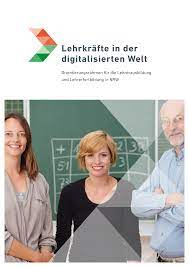 Lehrkräfte in der
digitalisierten Welt
Orientierungsrahmen für die Lehrerausbildung
und Lehrerfortbildung in NRW